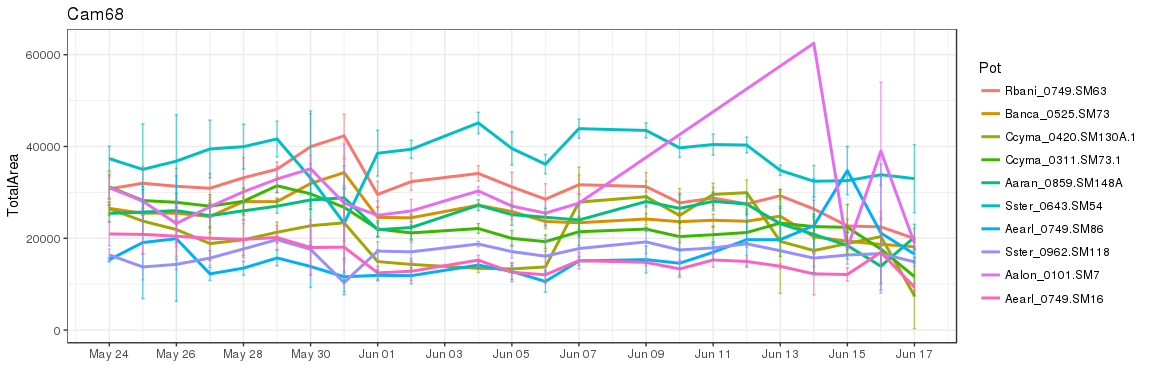 Cam68
TotalArea
60000
40000
20000
0
May 24 May 26 May 28 May 30 Jun 01 Jun 03 Jun 05 Jun 07 Jun 09 Jun 11 Jun 13 Jun 15 Jun 17
Pot
Rbani_0749.SM63
Banca_0525.SM73
Ccyma_0420.SM130A.1
Ccyma_0311.SM73.1
Aaran_0859.SM148A
Sster_0643.SM54
Aearl_0749.SM86
Sster_0962.SM118
Aalon_0101.SM7
Aearl_0749.SM16